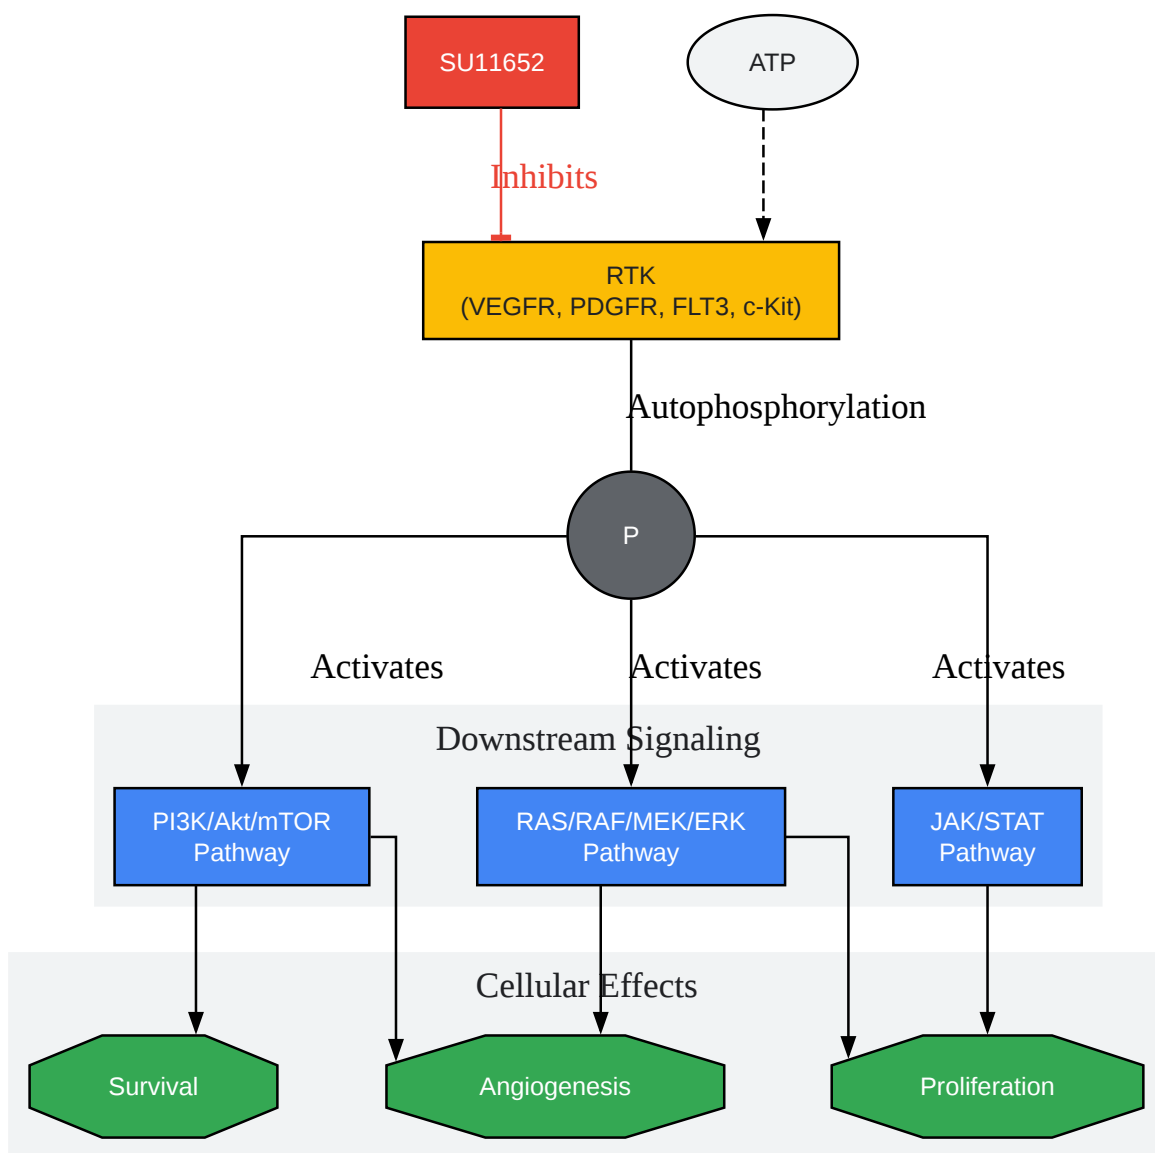 SU11652
ATP
Inhibits
RTK
(VEGFR, PDGFR, FLT3, c-Kit)
Autophosphorylation
P
Activates
Activates
Activates
Downstream Signaling
PI3K/Akt/mTOR
Pathway
RAS/RAF/MEK/ERK
Pathway
JAK/STAT
Pathway
Cellular Effects
Survival
Angiogenesis
Proliferation